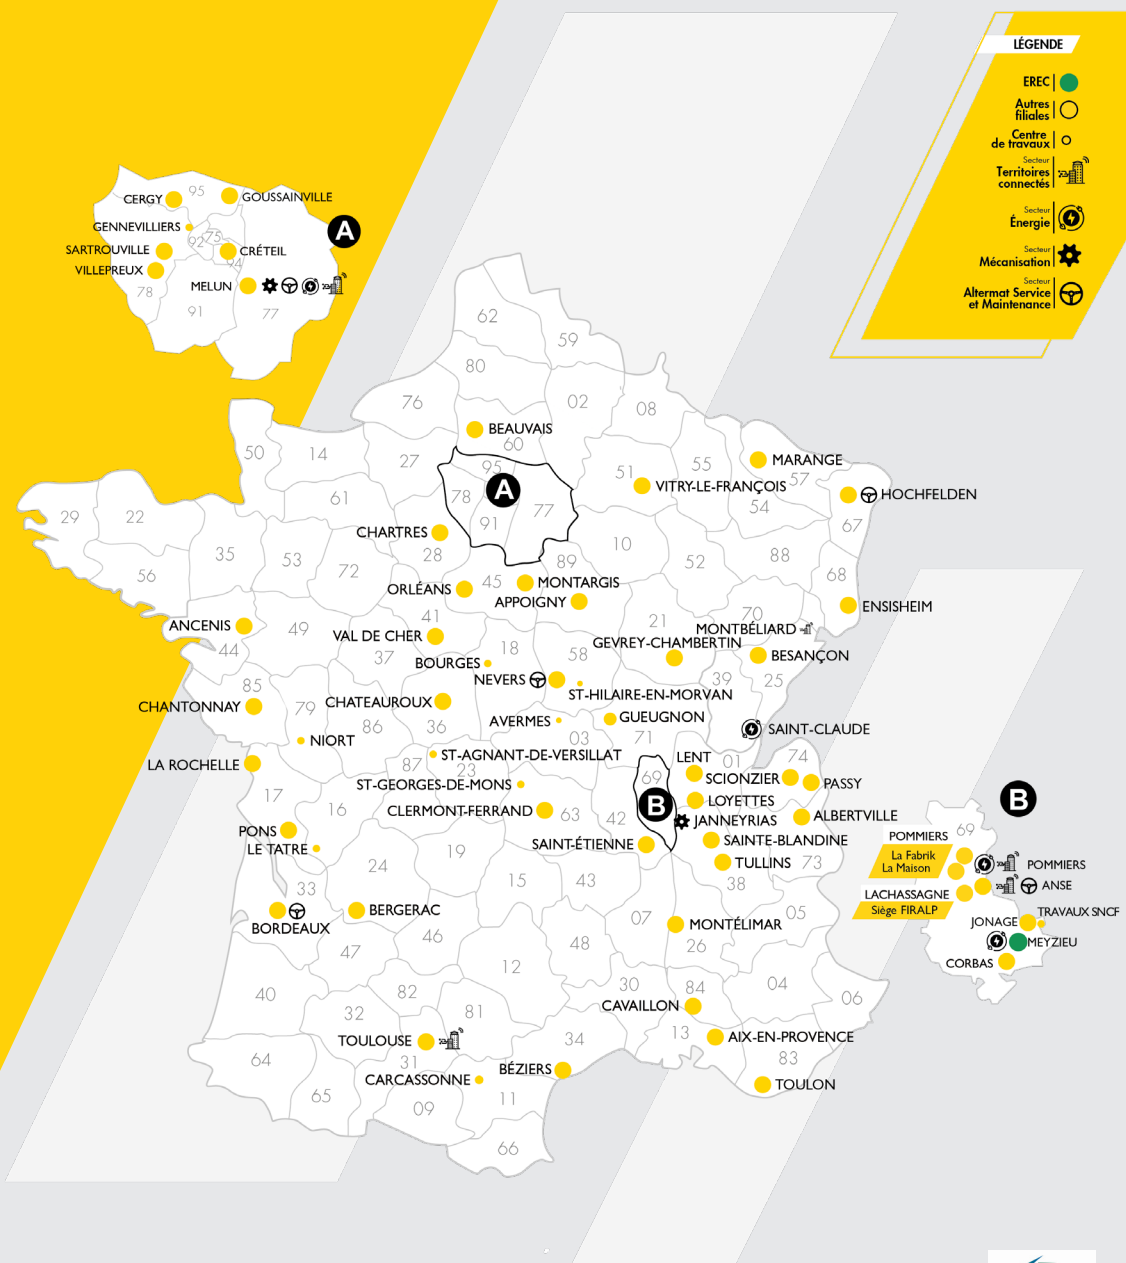 LÉGENDE
EREC
Autres
filiales
Centre
de travaux
Secteur
Territoires
connectés
Secteur
Énergie
Secteur
Mécanisation
Secteur
Altermat Service
et Maintenance
CERGY
95
GOUSSAINVILLE
GENNEVILLIERS
A
92
75
SARTROUVILLE
CRÉTEIL
94
VILLEPREUX
MELUN
78
91
77
62
59
80
76
02
08
BEAUVAIS
60
50
14
27
95
51
55
MARANGE
57
VITRY-LE-FRANÇOIS
HOCHFELDEN
78
A
77
61
54
29
22
91
67
CHARTRES
35
53
28
10
52
88
56
72
89
68
ORLÉANS
45
MONTARGIS
APPOIGNY
ENSISHEIM
41
21
70
ANCENIS
49
VAL DE CHER
MONTBÉLIARD
44
18
GEVREY-CHAMBERTIN
37
58
BESANÇON
BOURGES
NEVERS
39
25
85
ST-HILAIRE-EN-MORVAN
CHANTONNAY
79
CHATEAUROUX
86
36
AVERMES
GUEUGNON
03
71
SAINT-CLAUDE
NIORT
ST-AGNANT-DE-VERSILLAT
LENT
01
74
LA ROCHELLE
87
23
69
SCIONZIER
PASSY
ST-GEORGES-DE-MONS
17
16
CLERMONT-FERRAND
63
42
B
LOYETTES
JANNEYRIAS
ALBERTVILLE
PONS
LE TATRE
SAINT-ÉTIENNE
SAINTE-BLANDINE
19
TULLINS
73
24
15
43
38
33
BERGERAC
07
05
BORDEAUX
MONTÉLIMAR
46
48
26
47
12
40
82
30
84
04
06
32
81
CAVAILLON
TOULOUSE
34
13
AIX-EN-PROVENCE
64
31
83
BÉZIERS
CARCASSONNE
TOULON
65
09
11
66
B
69
POMMIERS
La Fabrik
La Maison
POMMIERS
ANSE
LACHASSAGNE
Siège FIRALP
TRAVAUX SNCF
JONAGE
MEYZIEU
CORBAS